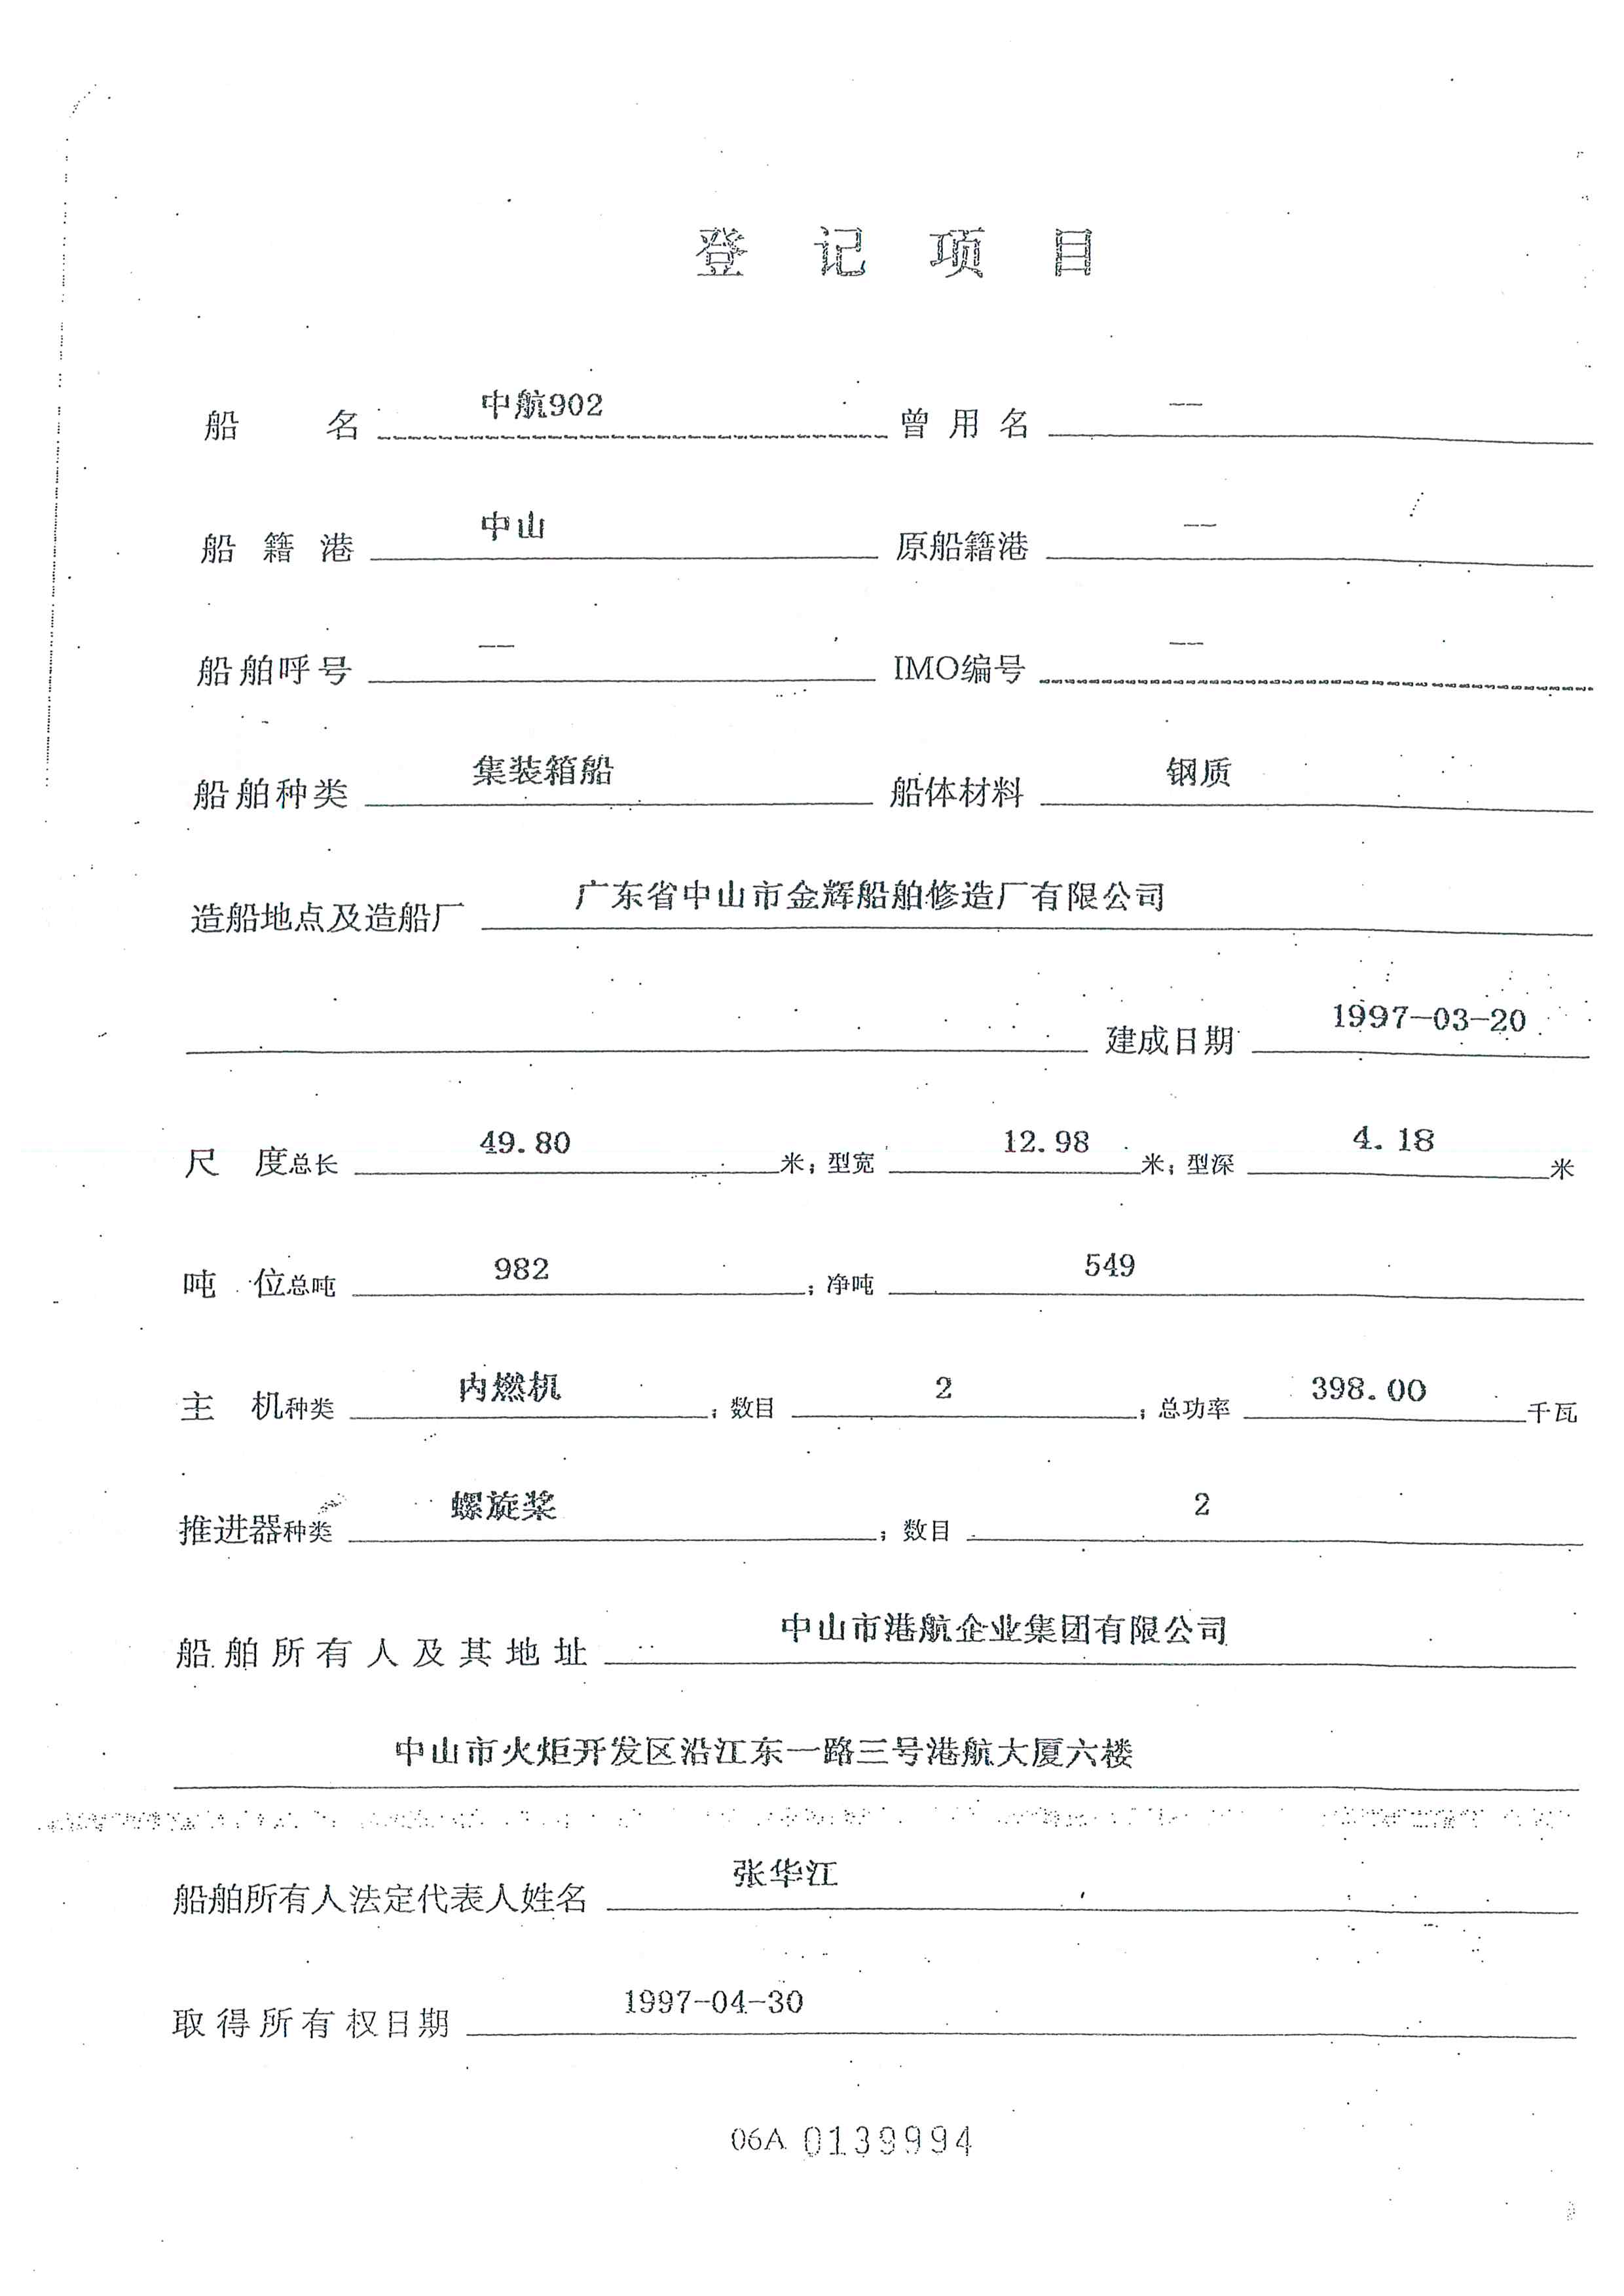 登记项目
船名 中航902 曾用名 —
船籍港 中山 原船籍港 —
船舶呼号 — IMO编号 —
船舶种类 集装箱船 船体材料 钢质
造船地点及造船厂 广东省中山市金辉船舶修造厂有限公司
建成日期 1997-03-20
尺度总长 49.80 米；型宽 12.98 米；型深 4.18 米
吨位总吨 982 ；净吨 549
主机种类 内燃机 ；数目 2 ；总功率 398.00 千瓦
推进器种类 螺旋桨 ；数目 2
船舶所有人及其地址 中山市港航企业集团有限公司
中山市火炬开发区沿江东一路三号港航大厦六楼
船舶所有人法定代表人姓名 张华江
取得所有权日期 1997-04-30
06A 0139994